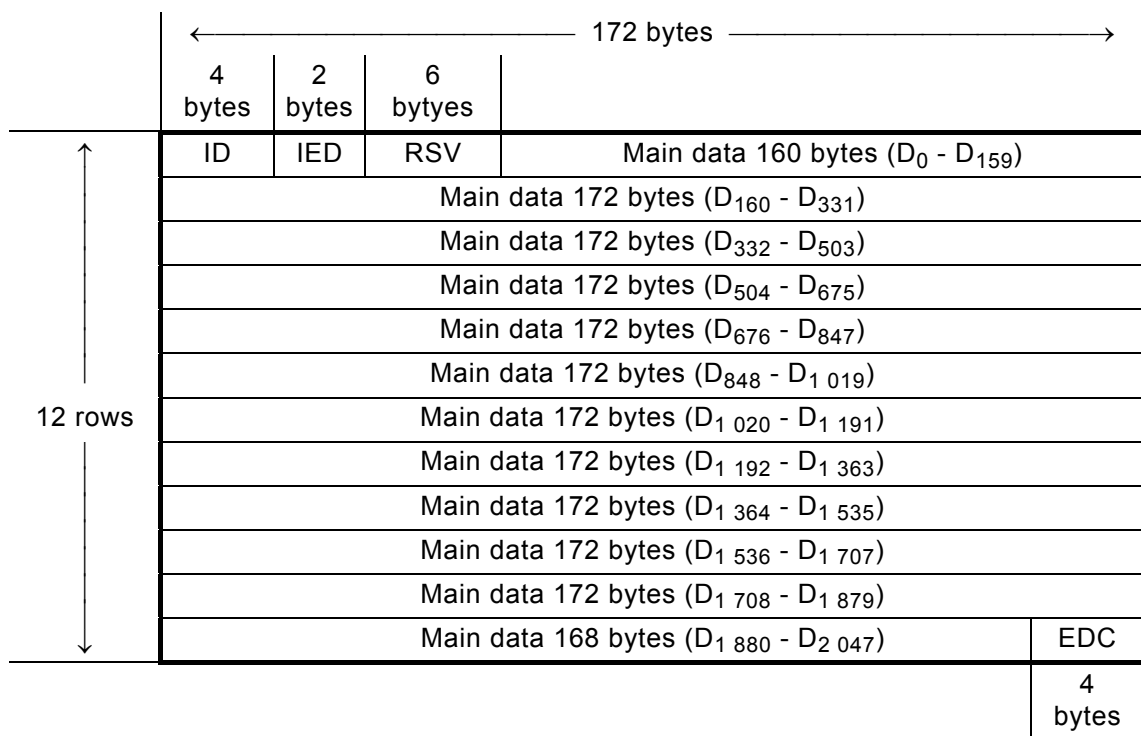 172 bytes
4 bytes 2 bytes 6 bytyes
ID IED RSV Main data 160 bytes (D0 - D159)
Main data 172 bytes (D160 - D331)
Main data 172 bytes (D332 - D503)
Main data 172 bytes (D504 - D675)
Main data 172 bytes (D676 - D847)
Main data 172 bytes (D848 - D1 019)
12 rows Main data 172 bytes (D1 020 - D1 191)
Main data 172 bytes (D1 192 - D1 363)
Main data 172 bytes (D1 364 - D1 535)
Main data 172 bytes (D1 536 - D1 707)
Main data 172 bytes (D1 708 - D1 879)
Main data 168 bytes (D1 880 - D2 047) EDC
4
bytes